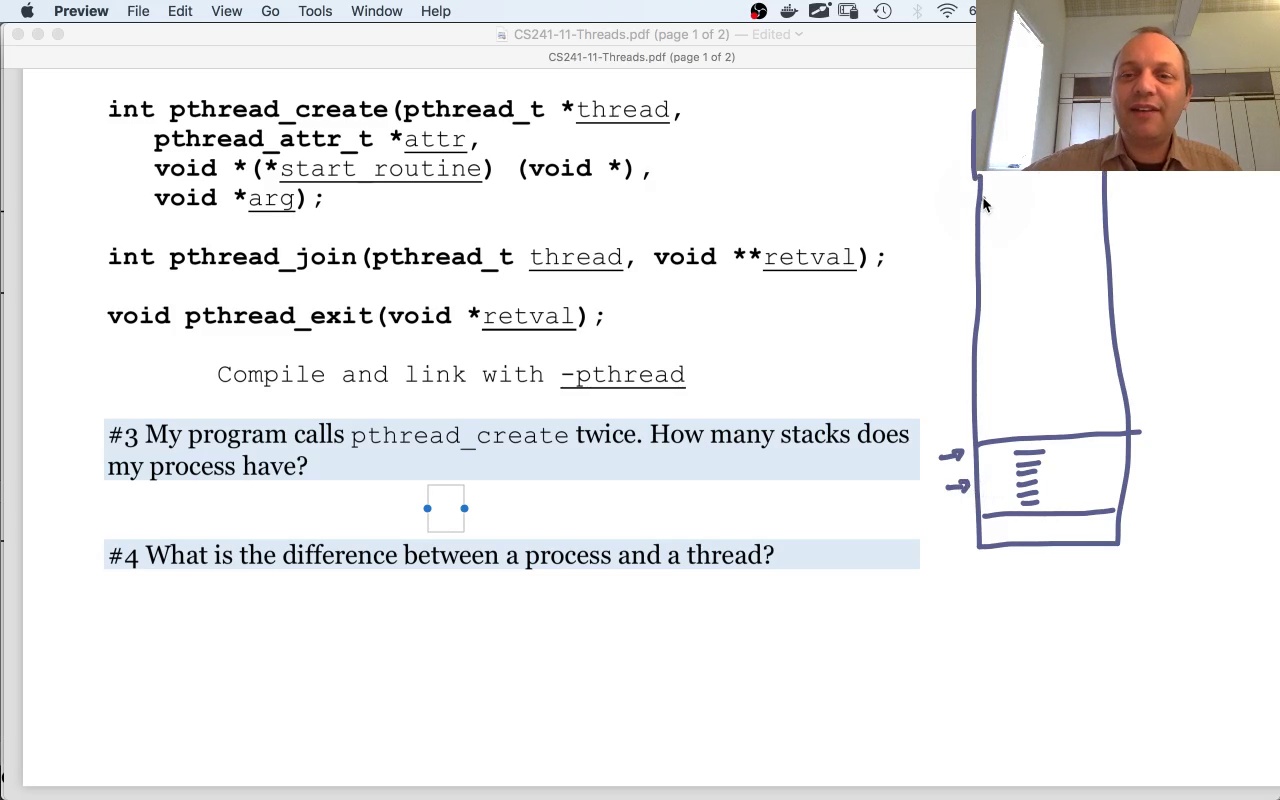 Preview File Edit View Go Tools Window Help 6
CS241-11-Threads.pdf (page 1 of 2) — Edited
CS241-11-Threads.pdf (page 1 of 2)
int pthread_create(pthread_t *thread,
pthread_attr_t *attr,
void *(*start_routine) (void *),
void *arg);
int pthread_join(pthread_t thread, void **retval);
void pthread_exit(void *retval);
Compile and link with -pthread
#3 My program calls pthread_create twice. How many stacks does
my process have?
#4 What is the difference between a process and a thread?